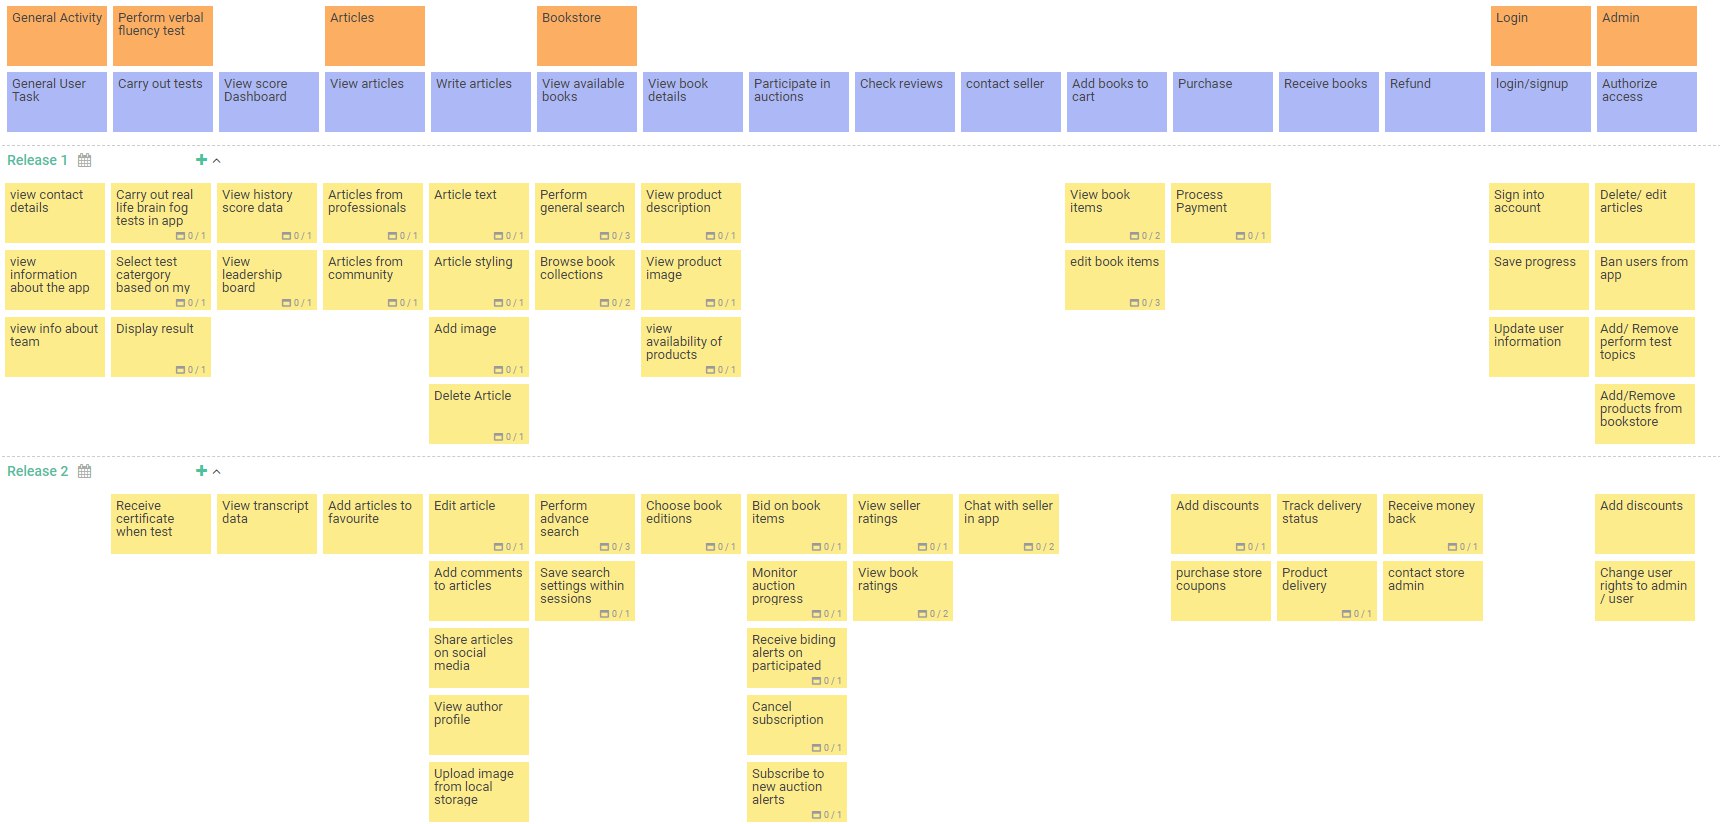 General Activity
Perform verbal
fluency test
Articles
Bookstore
Login
Admin
General User
Task
Carry out tests
View score
Dashboard
View articles
Write articles
View available
books
View book
details
Participate in
auctions
Check reviews
contact seller
Add books to
cart
Purchase
Receive books
Refund
login/signup
Authorize
access
Release 1
view contact
details
Carry out real
life brain fog
tests in app
0 / 1
View history
score data
0 / 1
Articles from
professionals
0 / 1
Article text
0 / 1
Perform
general search
0 / 3
View product
description
0 / 1
View book
items
0 / 2
Process
Payment
0 / 1
Sign into
account
Delete/ edit
articles
view
information
about the app
Select test
catergory
based on my
0 / 1
View
leadership
board
0 / 1
Articles from
community
0 / 1
Article styling
0 / 1
Browse book
collections
0 / 2
View product
image
0 / 1
edit book items
0 / 3
Save progress
Ban users from
app
view info about
team
Display result
0 / 1
Add image
0 / 1
view
availability of
products
0 / 1
Update user
information
Add/ Remove
perform test
topics
Delete Article
0 / 1
Add/Remove
products from
bookstore
Release 2
Receive
certificate
when test
View transcript
data
Add articles to
favourite
Edit article
0 / 1
Perform
advance
search
0 / 3
Choose book
editions
0 / 1
Bid on book
items
0 / 1
View seller
ratings
0 / 1
Chat with seller
in app
0 / 2
Add discounts
0 / 1
Track delivery
status
Receive money
back
0 / 1
Add discounts
Add comments
to articles
Save search
settings within
sessions
0 / 1
Monitor
auction
progress
0 / 1
View book
ratings
0 / 2
purchase store
coupons
Product
delivery
0 / 1
contact store
admin
Change user
rights to admin
/ user
Share articles
on social
media
Receive biding
alerts on
participated
0 / 1
View author
profile
Cancel
subscription
0 / 1
Upload image
from local
storage
Subscribe to
new auction
alerts
0 / 1